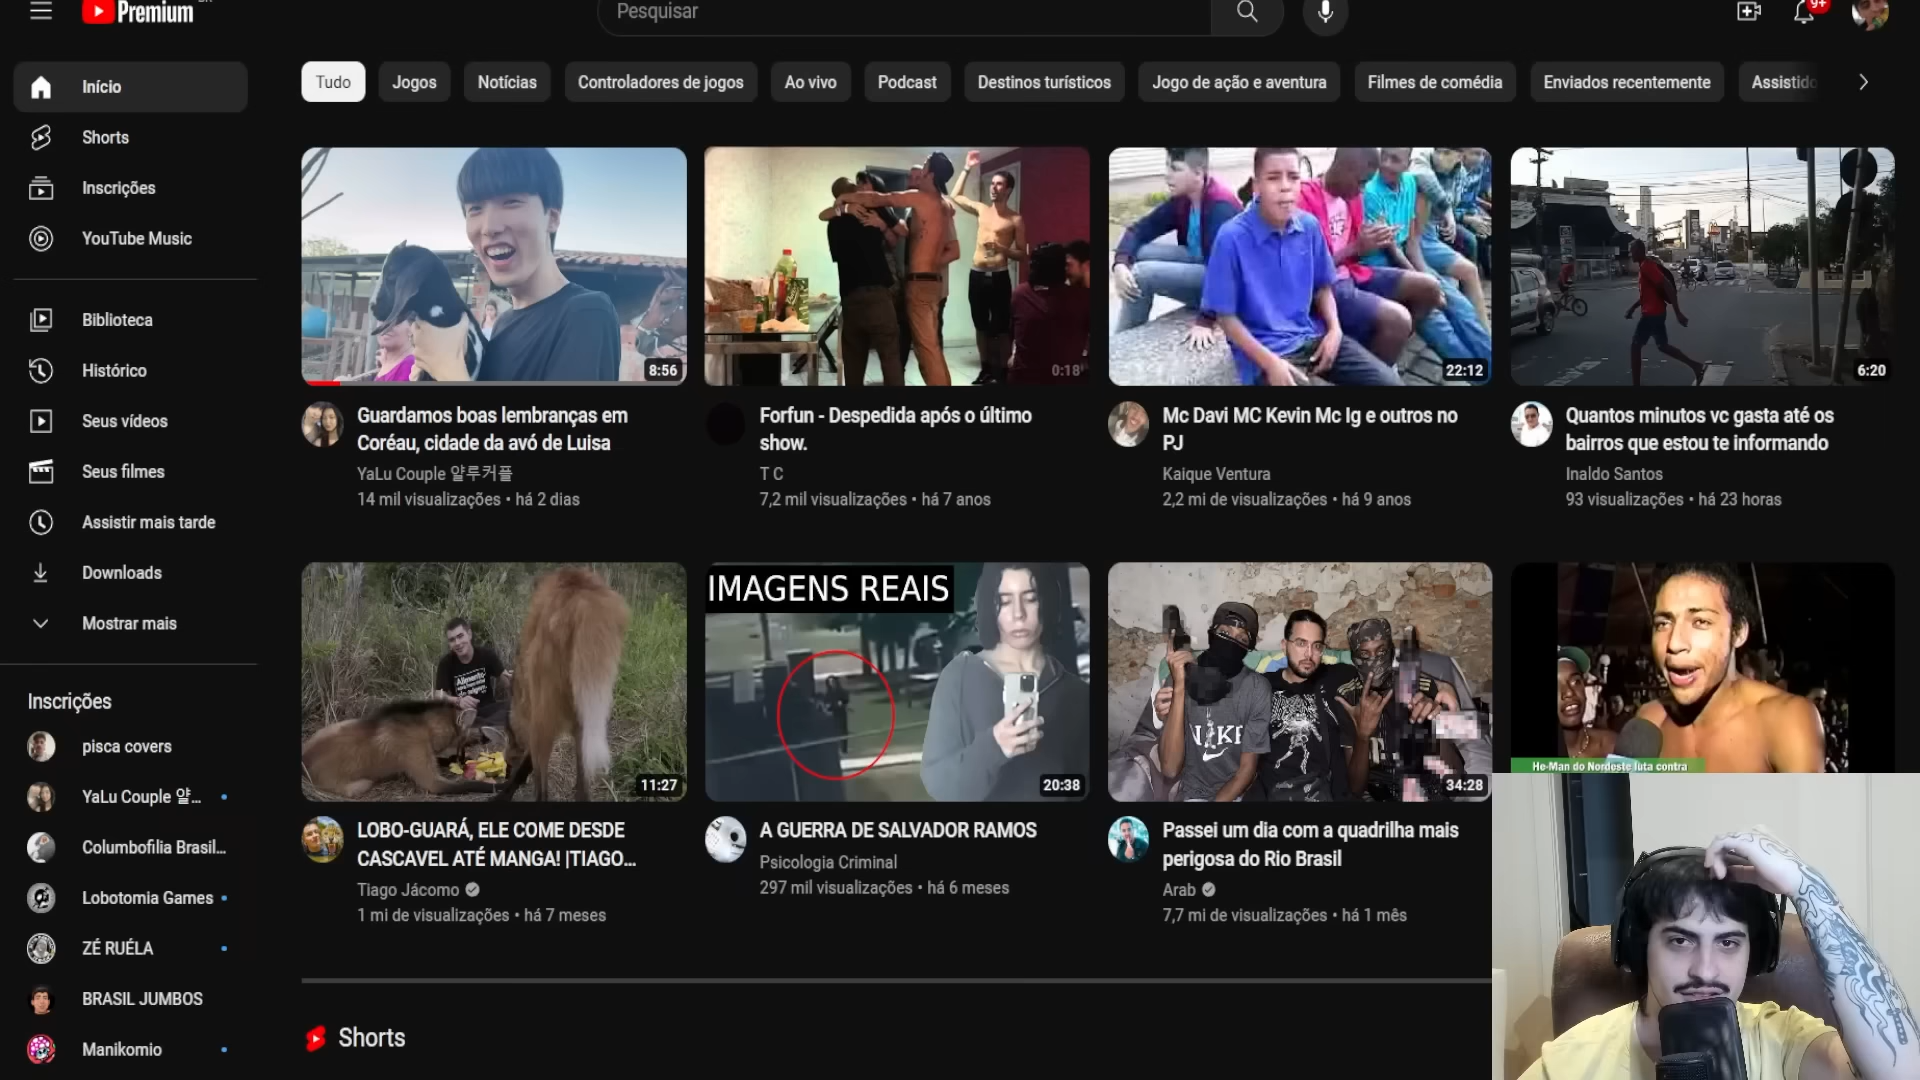 Premium
Pesquisar
9+
Início
Shorts
Inscrições
YouTube Music
Biblioteca
Histórico
Seus vídeos
Seus filmes
Assistir mais tarde
Downloads
Mostrar mais
Inscrições
pisca covers
YaLu Couple 얄...
Columbofilia Brasil...
Lobotomia Games
ZÉ RUÉLA
BRASIL JUMBOS
Manikomio
Tudo
Jogos
Notícias
Controladores de jogos
Ao vivo
Podcast
Destinos turísticos
Jogo de ação e aventura
Filmes de comédia
Enviados recentemente
Assistido
8:56
Guardamos boas lembranças em
Coréau, cidade da avó de Luisa
YaLu Couple 얄루커플
14 mil visualizações • há 2 dias
0:18
Forfun - Despedida após o último
show.
T C
7,2 mil visualizações • há 7 anos
22:12
Mc Davi MC Kevin Mc Ig e outros no
PJ
Kaique Ventura
2,2 mi de visualizações • há 9 anos
6:20
Quantos minutos vc gasta até os
bairros que estou te informando
Inaldo Santos
93 visualizações • há 23 horas
11:27
LOBO-GUARÁ, ELE COME DESDE
CASCAVEL ATÉ MANGA! |TIAGO...
Tiago Jácomo
1 mi de visualizações • há 7 meses
IMAGENS REAIS
20:38
A GUERRA DE SALVADOR RAMOS
Psicologia Criminal
297 mil visualizações • há 6 meses
NIKE
34:28
Passei um dia com a quadrilha mais
perigosa do Rio Brasil
Arab
7,7 mi de visualizações • há 1 mês
He-Man do Nordeste luta contra
Shorts